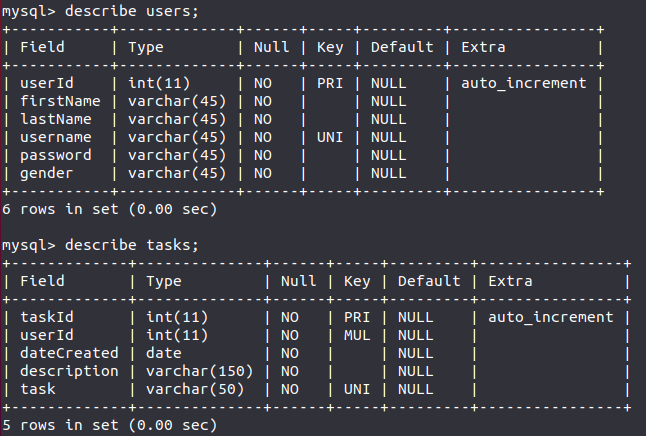 mysql> describe users;
+-----------+-------------+------+-----+---------+----------------+
| Field     | Type        | Null | Key | Default | Extra          |
+-----------+-------------+------+-----+---------+----------------+
| userId    | int(11)     | NO   | PRI | NULL    | auto_increment |
| firstName | varchar(45) | NO   |     | NULL    |                |
| lastName  | varchar(45) | NO   |     | NULL    |                |
| username  | varchar(45) | NO   | UNI | NULL    |                |
| password  | varchar(45) | NO   |     | NULL    |                |
| gender    | varchar(45) | NO   |     | NULL    |                |
+-----------+-------------+------+-----+---------+----------------+
6 rows in set (0.00 sec)

mysql> describe tasks;
+-------------+--------------+------+-----+---------+----------------+
| Field       | Type         | Null | Key | Default | Extra          |
+-------------+--------------+------+-----+---------+----------------+
| taskId      | int(11)      | NO   | PRI | NULL    | auto_increment |
| userId      | int(11)      | NO   | MUL | NULL    |                |
| dateCreated | date         | NO   |     | NULL    |                |
| description | varchar(150) | NO   |     | NULL    |                |
| task        | varchar(50)  | NO   | UNI | NULL    |                |
+-------------+--------------+------+-----+---------+----------------+
5 rows in set (0.00 sec)